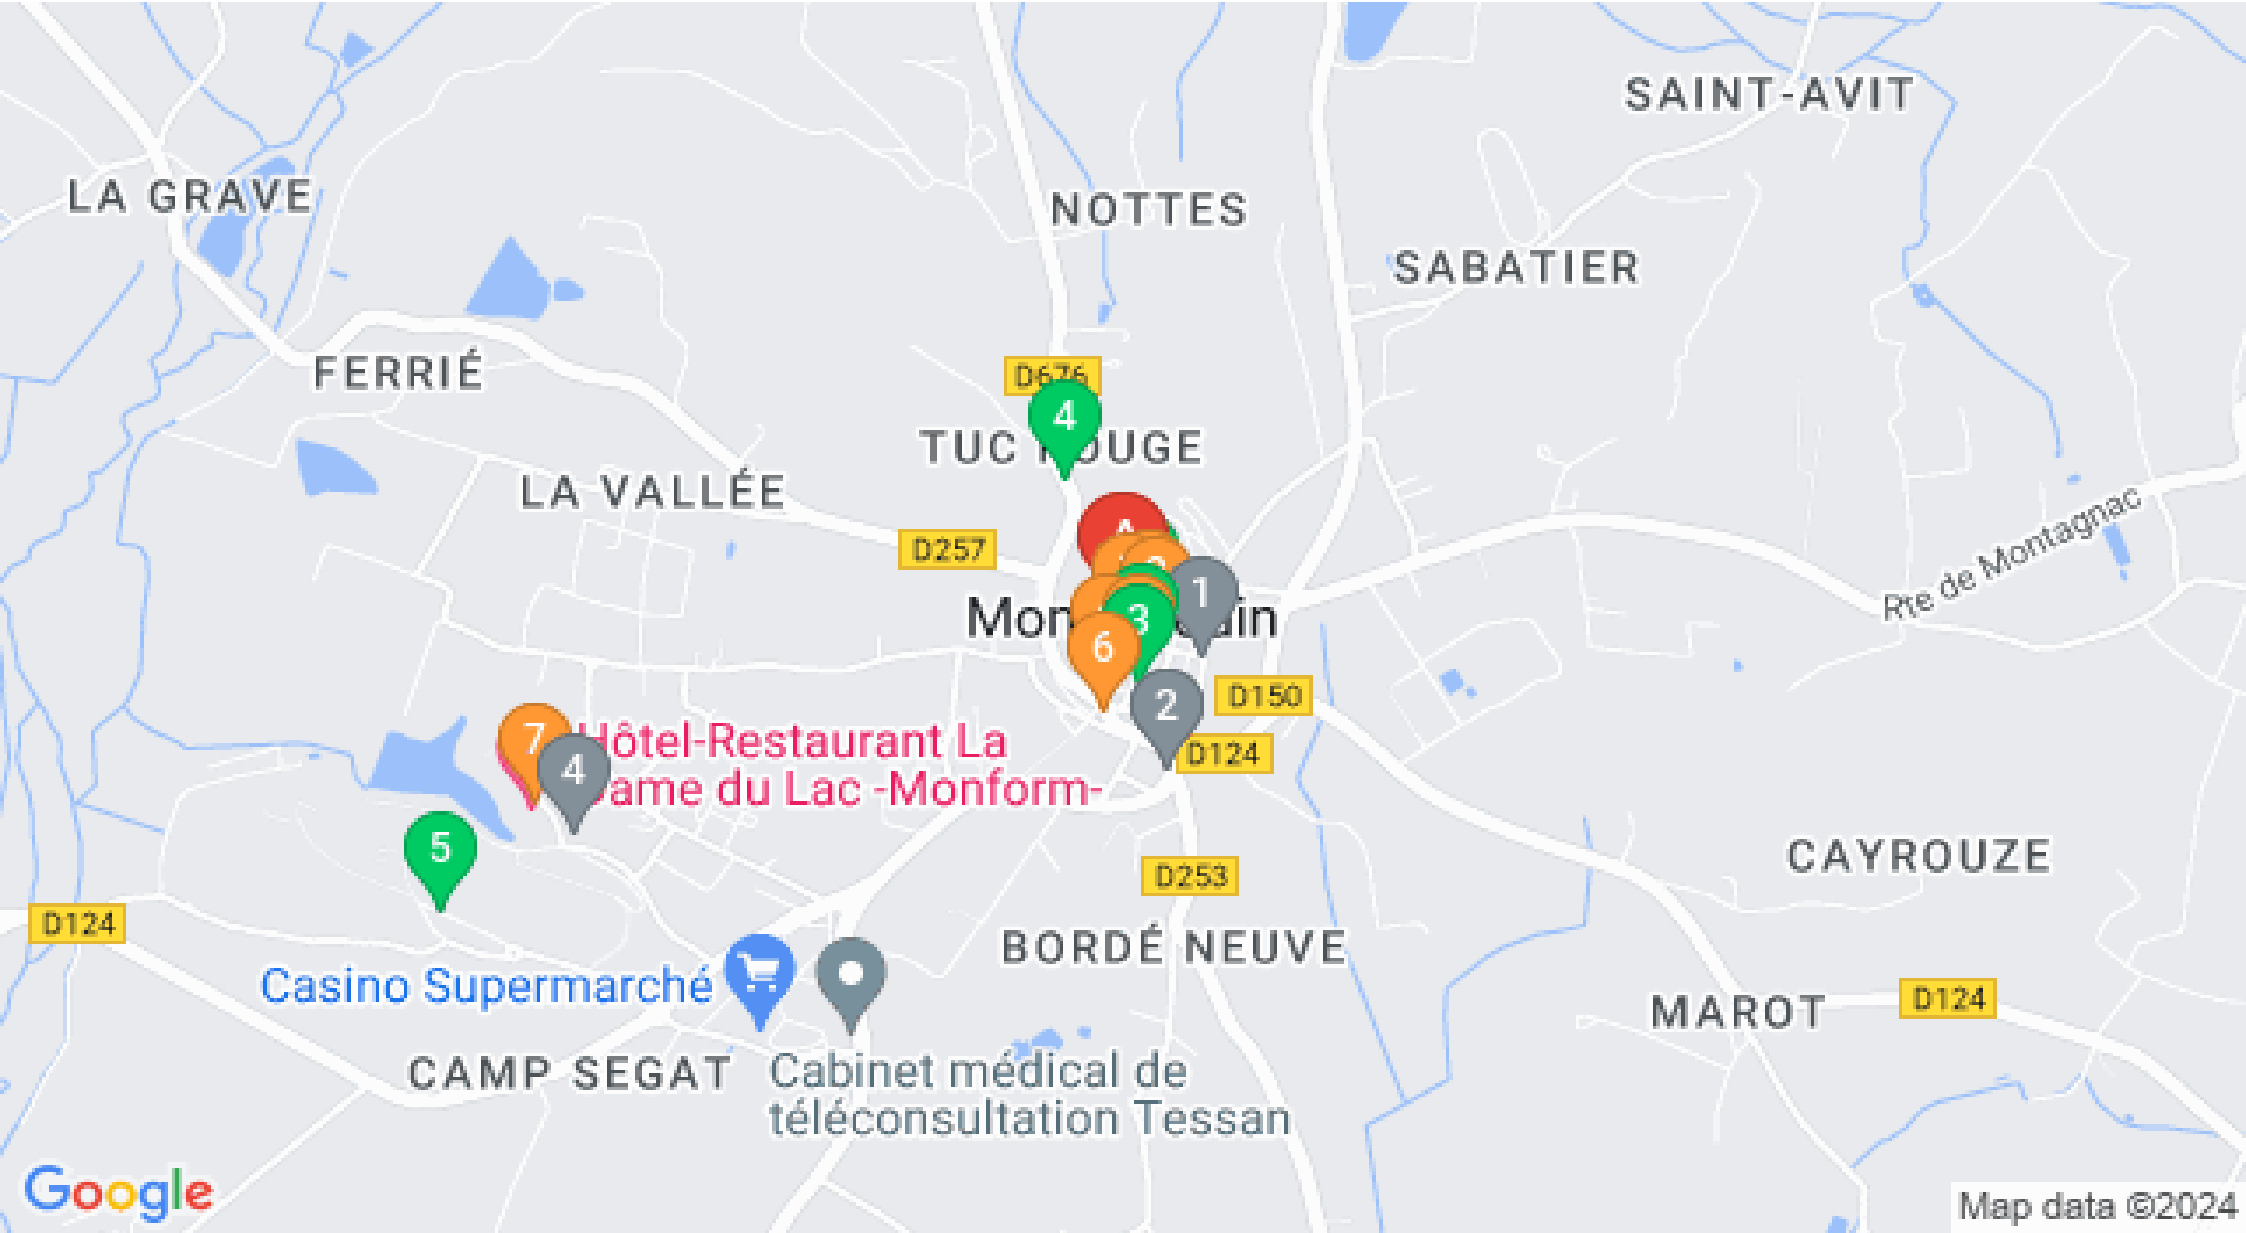 SAINT-AVIT
LA GRAVE
NOTTES
SABATIER
FERRIÉ
D676
4
TUC ROUGE
LA VALLÉE
D257
Rte de Montagnac
1
3
6
2
D150
7
Hôtel-Restaurant La
Dame du Lac -Monform-
4
D124
5
D253
CAYROUZE
D124
BORDÉ NEUVE
Casino Supermarché
MAROT
D124
CAMP SEGAT
Cabinet médical de
téléconsultation Tessan
Google
Map data ©2024